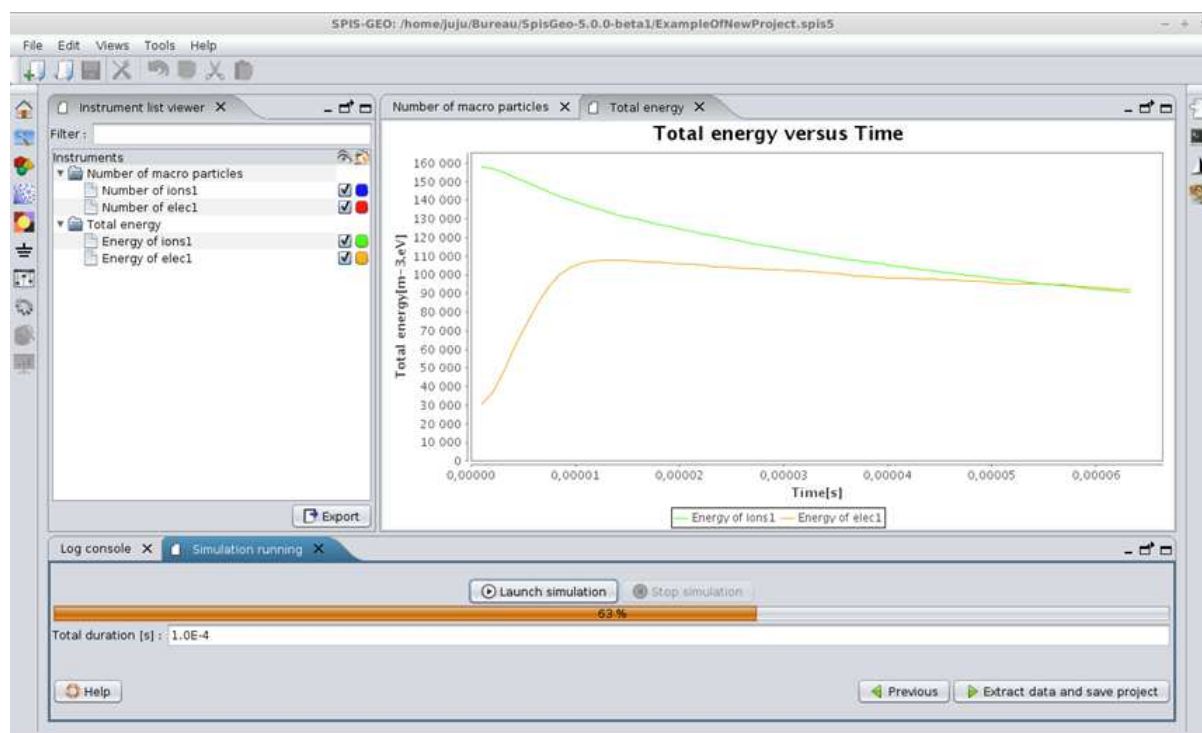 SPIS-GEO: /home/juju/Bureau/SpisGeo-5.0.0-beta1/ExampleOfNewProject.spis5
File Edit Views Tools Help
Instrument list viewer
Filter :
Instruments
Number of macro particles
Number of ions1
Number of elec1
Total energy
Energy of ions1
Energy of elec1
Export
Number of macro particles
Total energy
Total energy versus Time
Total energy[m-3.eV]
160 000
150 000
140 000
130 000
120 000
110 000
100 000
90 000
80 000
70 000
60 000
50 000
40 000
30 000
20 000
10 000
0
0,00000 0,00001 0,00002 0,00003 0,00004 0,00005 0,00006
Time[s]
Energy of ions1 Energy of elec1
Log console
Simulation running
Launch simulation
Stop simulation
63 %
Total duration [s] : 1.0E-4
Help
Previous
Extract data and save project